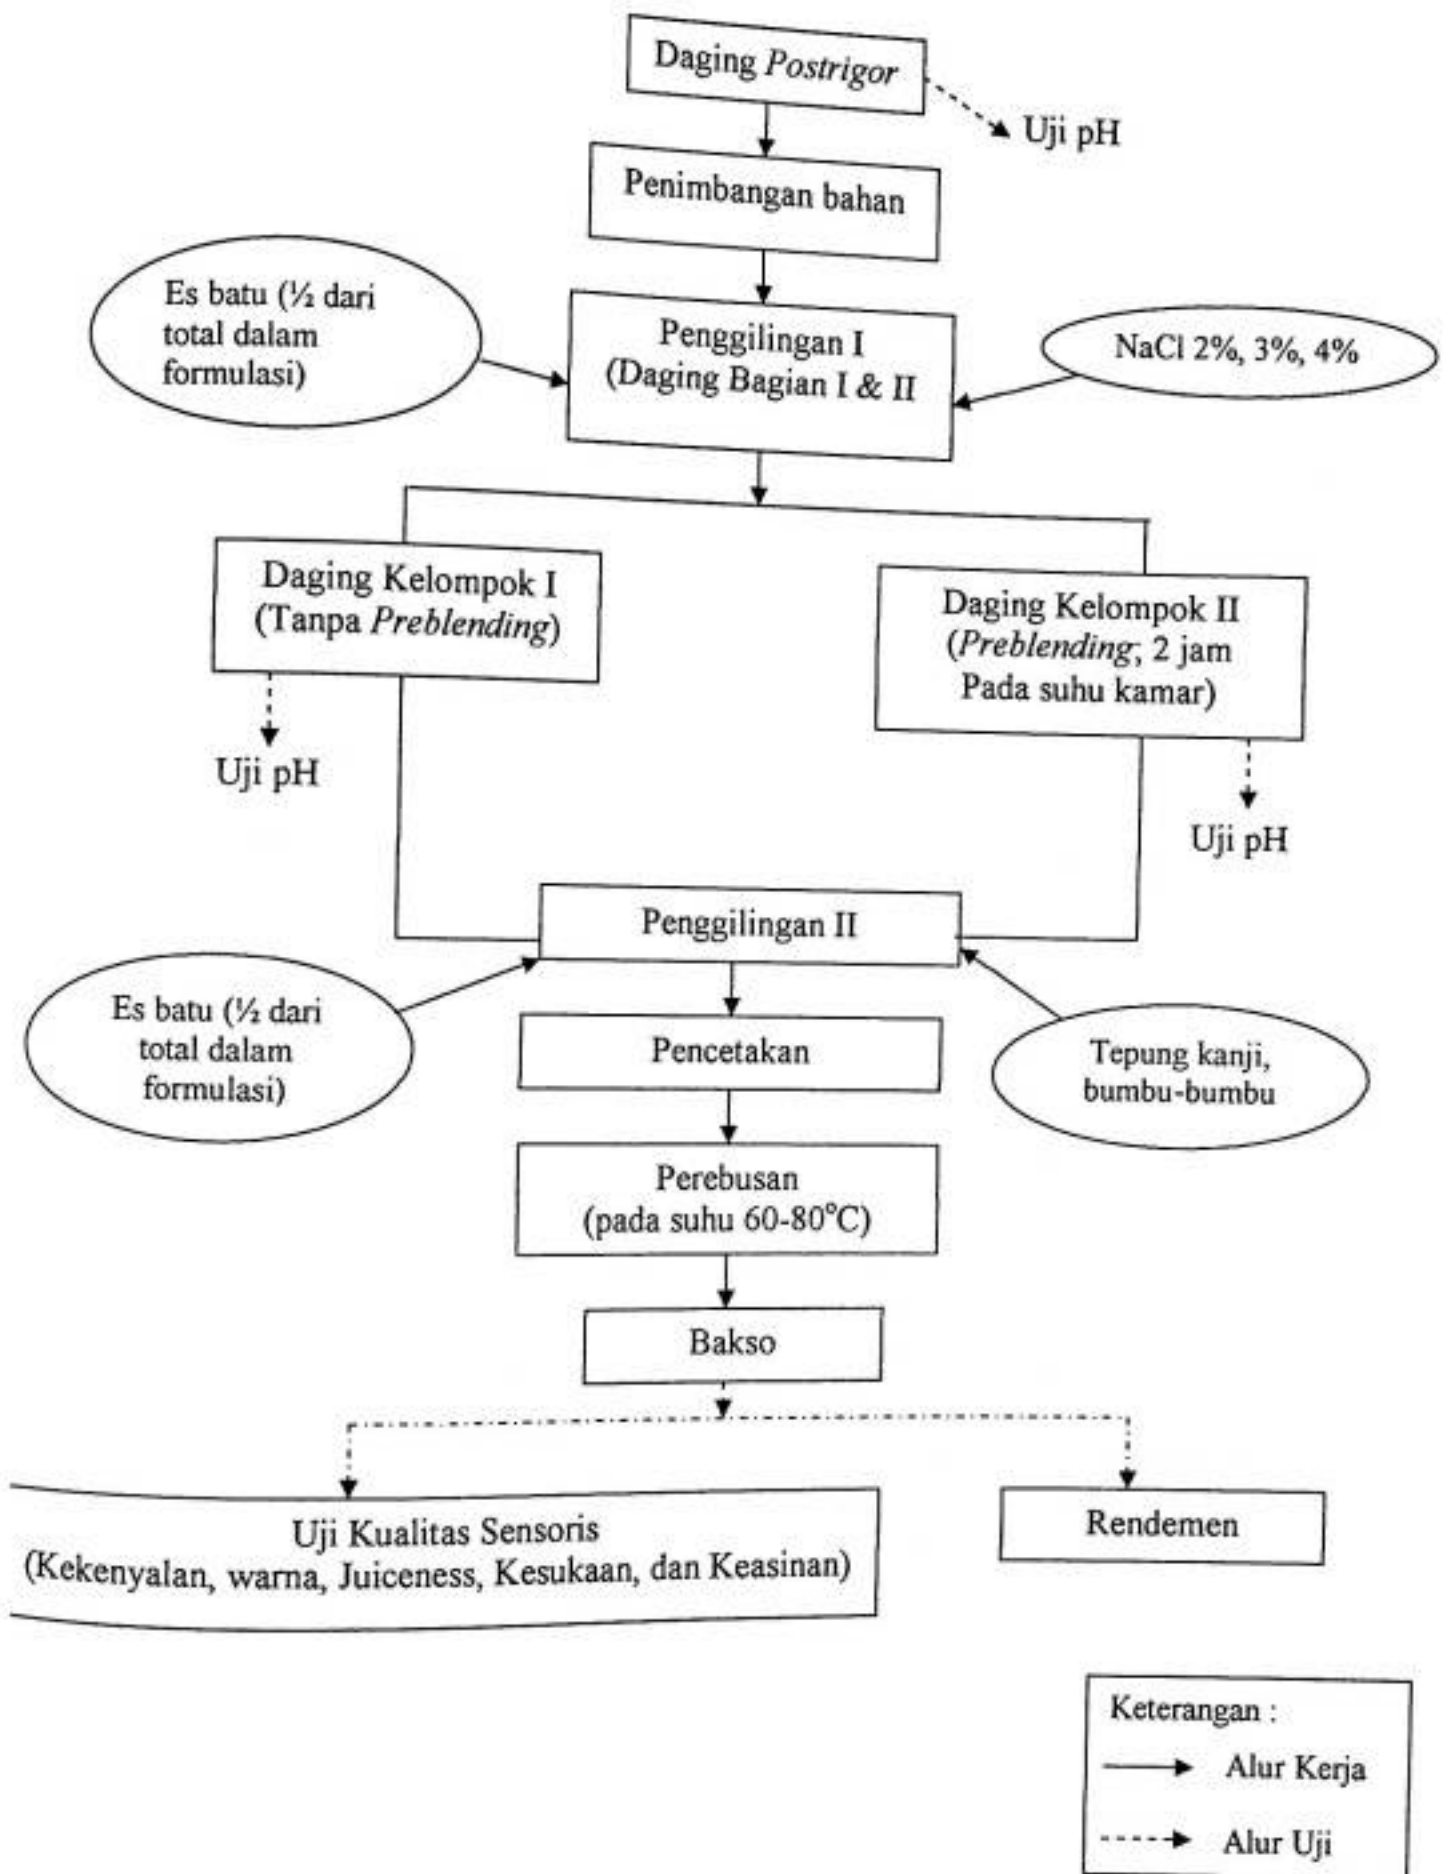 Daging Postrigor
Uji pH
Penimbangan bahan
Es batu (½ dari
total dalam
formulasi)
Penggilingan I
(Daging Bagian I & II
NaCl 2%, 3%, 4%
Daging Kelompok I
(Tanpa Preblending)
Daging Kelompok II
(Preblending; 2 jam
Pada suhu kamar)
Uji pH
Uji pH
Penggilingan II
Es batu (½ dari
total dalam
formulasi)
Pencetakan
Tepung kanji,
bumbu-bumbu
Perebusan
(pada suhu 60-80°C)
Bakso
Uji Kualitas Sensoris
(Kekenyalan, warna, Juiceness, Kesukaan, dan Keasinan)
Rendemen
Keterangan :
Alur Kerja
Alur Uji